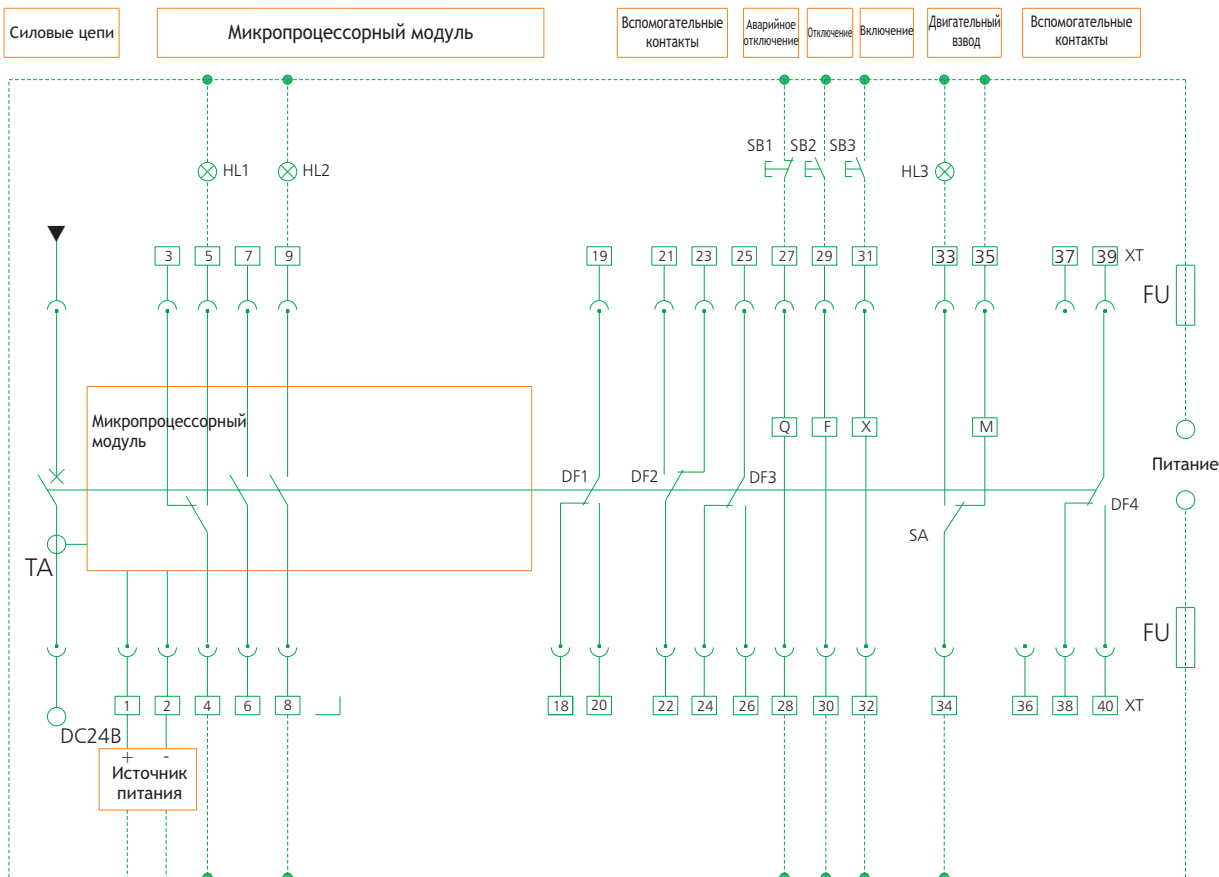 Силовые цепи
Микропроцессорный модуль
Вспомогательные
контакты
Аварийное
отключение
Отключение
Включение
Двигательный
взвод
Вспомогательные
контакты
SB1 SB2 SB3
HL1
HL2
HL3
3 5 7 9 19 21 23 25 27 29 31 33 35 37 39 XT
FU
Микропроцессорный
модуль
Q F X M
Питание
DF1 DF2 DF3 DF4
SA
TA
FU
1 2 4 6 8 18 20 22 24 26 28 30 32 34 36 38 40 XT
DC24B
+ -
Источник
питания